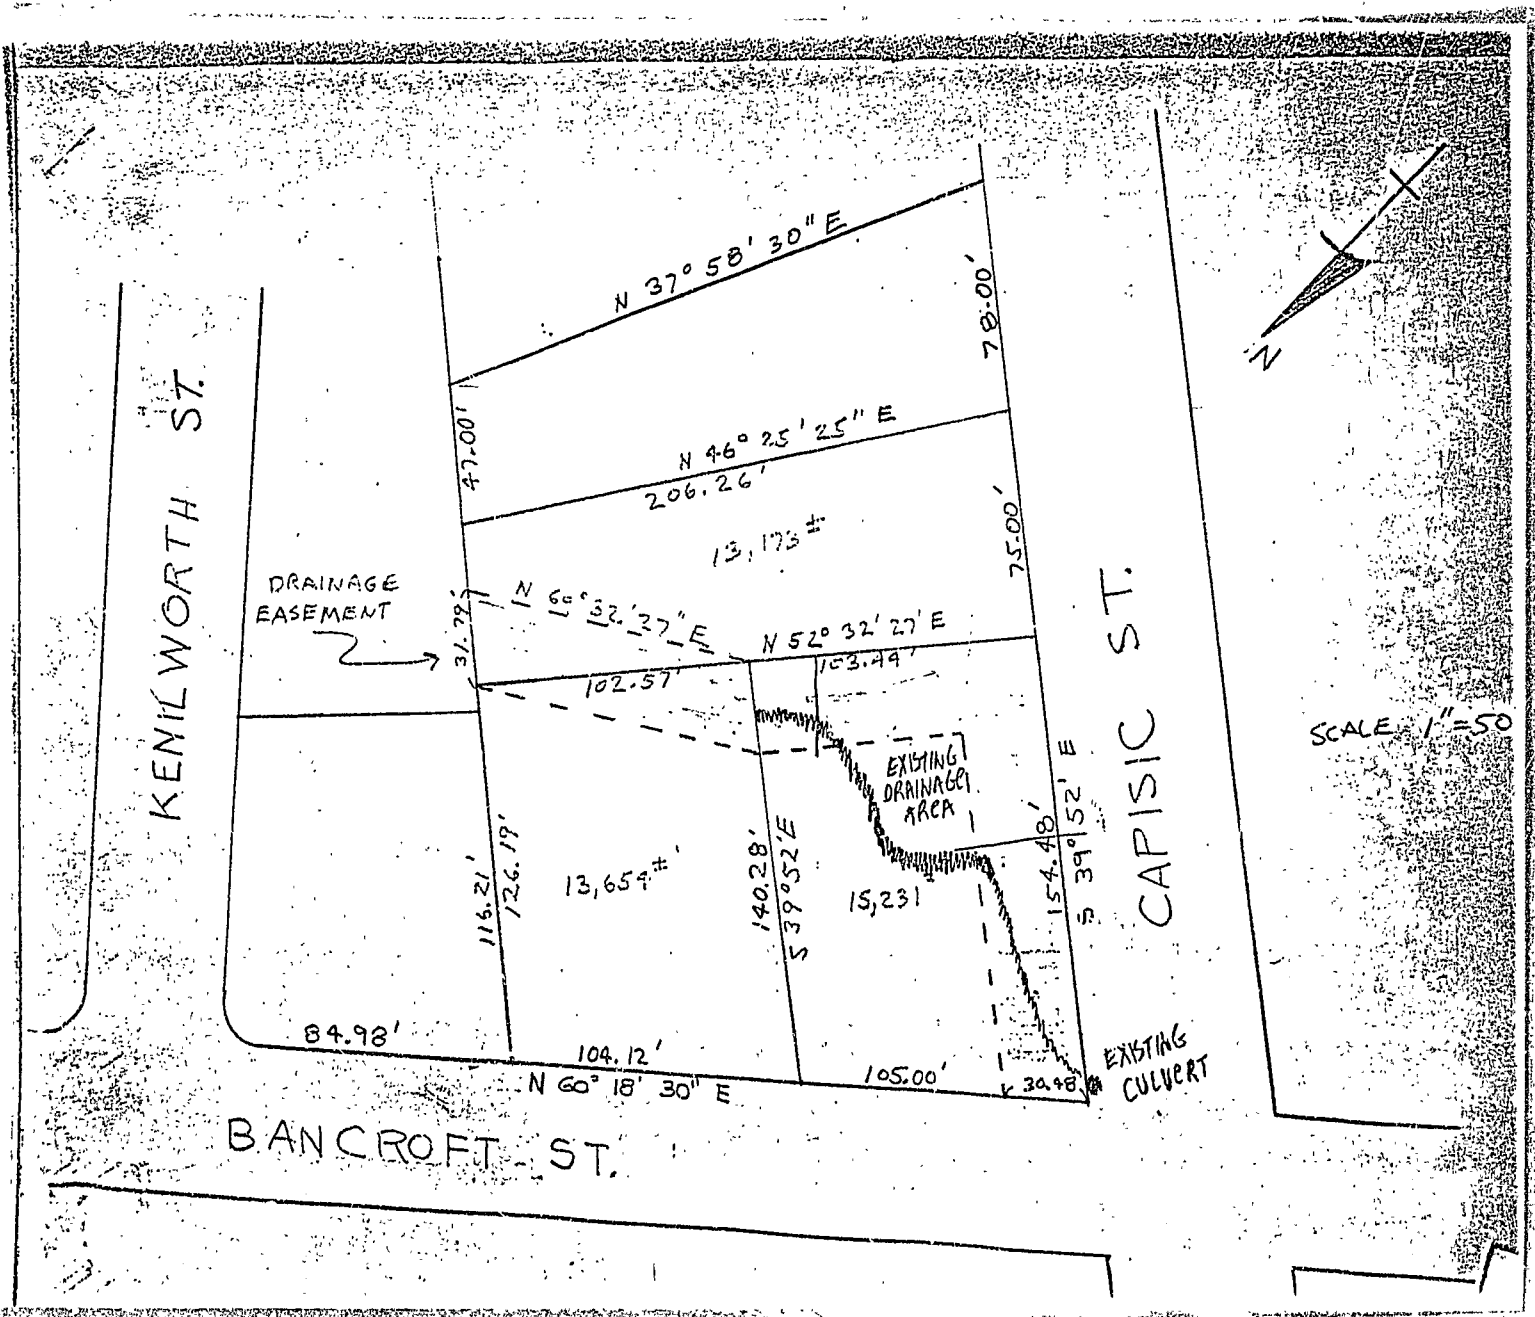 N 37° 58' 30" E
78.00'
N
KENILWORTH ST.
47.00'
N 46° 25' 25" E
206.26'
13,173 ±
75.00'
DRAINAGE
EASEMENT
N 60° 32' 27" E
31.79'
N 52° 32' 27' E
102.57'
103.44'
CAPISIC ST.
SCALE 1"=50
EXISTING
DRAINAGE
AREA
116.21'
126.19'
13,654 ±
140.28'
S 39° 52' E
15,231 ±
154.48'
S 39° 52' E
84.98'
104.12'
N 60° 18' 30" E
105.00'
30.48
EXISTING
CULVERT
BANCROFT ST.